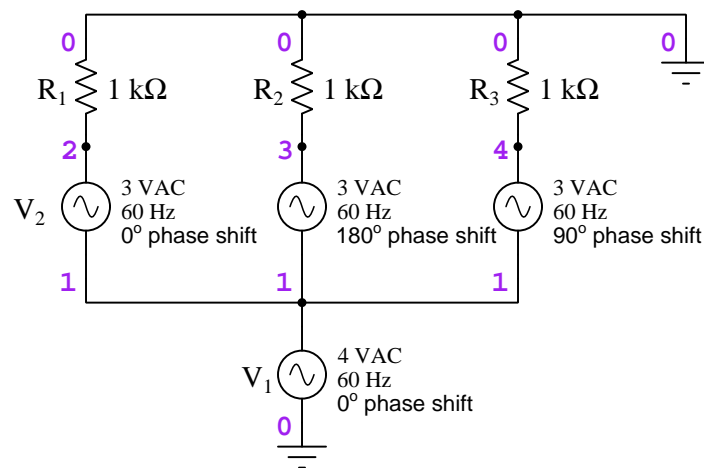 0 0 0 0
R1 1 kΩ R2 1 kΩ R3 1 kΩ
2 3 4
V2
3 VAC
60 Hz
0° phase shift
3 VAC
60 Hz
180° phase shift
3 VAC
60 Hz
90° phase shift
1 1 1
V1
4 VAC
60 Hz
0° phase shift
0